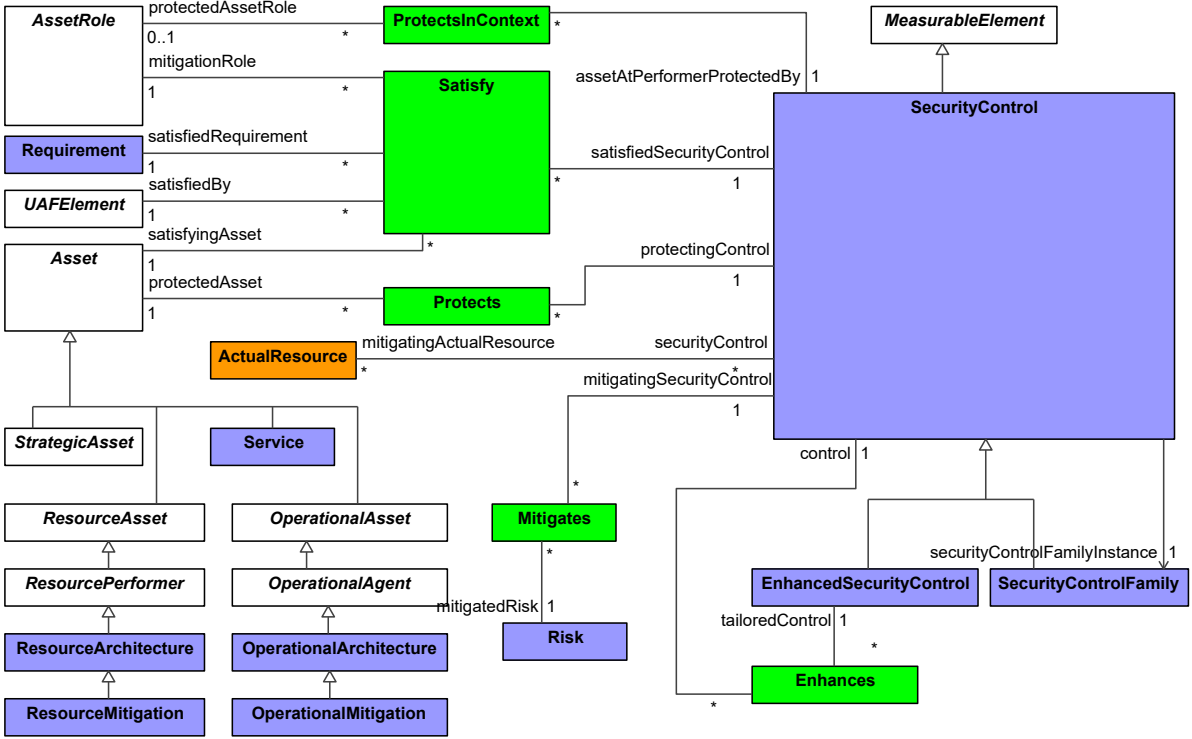 AssetRole
protectedAssetRole
0..1
*
ProtectsInContext
*
MeasurableElement
mitigationRole
1
*
Satisfy
assetAtPerformerProtectedBy
1
SecurityControl
Requirement
satisfiedRequirement
1
*
satisfiedSecurityControl
*
1
UAFElement
satisfiedBy
1
*
Asset
satisfyingAsset
1
*
protectingControl
1
protectedAsset
1
*
Protects
*
ActualResource
mitigatingActualResource
*
securityControl
*
mitigatingSecurityControl
1
StrategicAsset
Service
control
1
*
ResourceAsset
OperationalAsset
Mitigates
*
securityControlFamilyInstance
1
ResourcePerformer
OperationalAgent
EnhancedSecurityControl
SecurityControlFamily
mitigatedRisk
1
tailoredControl
1
Risk
ResourceArchitecture
OperationalArchitecture
*
Enhances
*
ResourceMitigation
OperationalMitigation